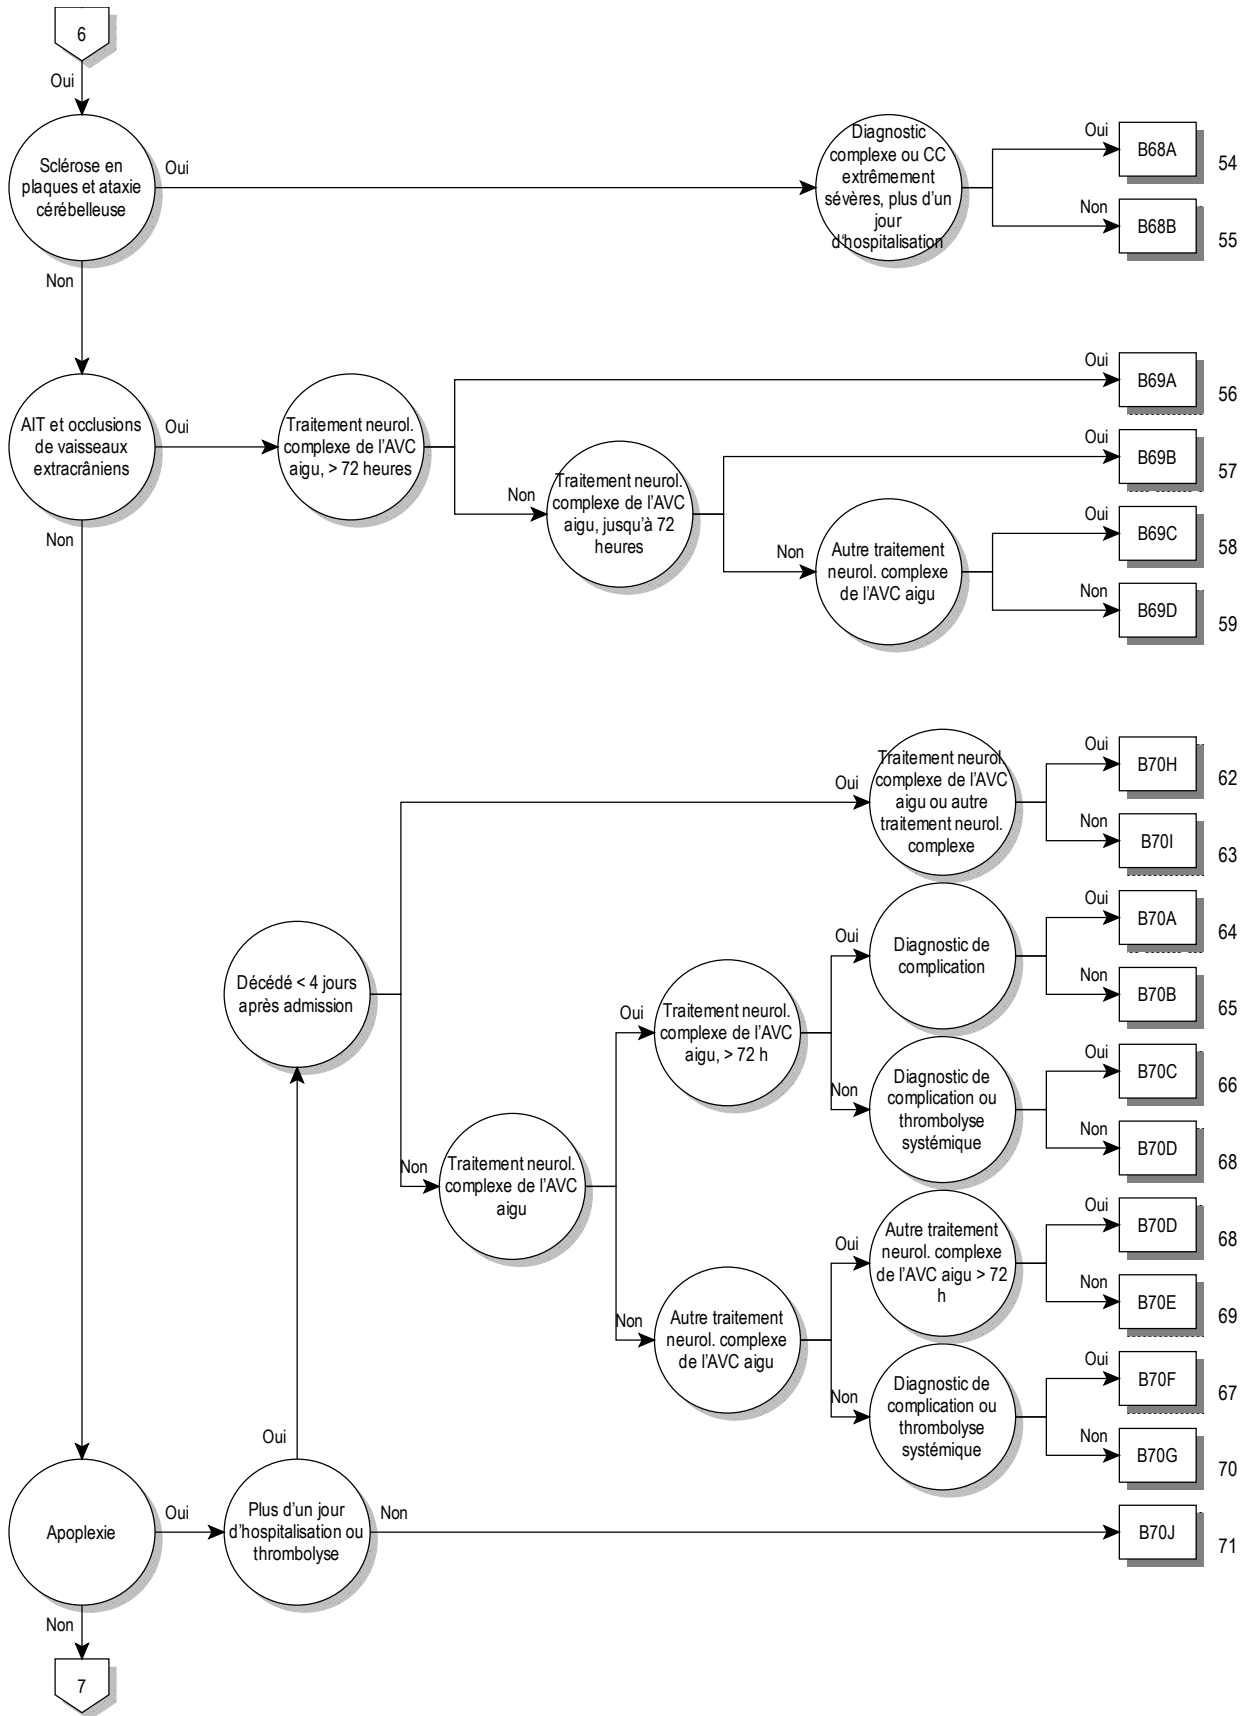 6
Oui
Sclérose en
plaques et ataxie
cérébelleuse
Oui
Diagnostic
complexe ou CC
extrêmement
sévères, plus d'un
jour
d'hospitalisation
Oui
B68A
54
Non
B68B
55
Non
AIT et occlusions
de vaisseaux
extracrâniens
Oui
Traitement neurol.
complexe de l'AVC
aigu, > 72 heures
Oui
B69A
56
Non
Traitement neurol.
complexe de l'AVC
aigu, jusqu'à 72
heures
Oui
B69B
57
Non
Autre traitement
neurol. complexe
de l'AVC aigu
Oui
B69C
58
Non
B69D
59
Non
Oui
Traitement neurol.
complexe de l'AVC
aigu ou autre
traitement neurol.
complexe
Oui
B70H
62
Non
B70I
63
Décédé < 4 jours
après admission
Non
Traitement neurol.
complexe de l'AVC
aigu
Oui
Traitement neurol.
complexe de l'AVC
aigu, > 72 h
Oui
Diagnostic de
complication
Oui
B70A
64
Non
B70B
65
Non
Diagnostic de
complication ou
thrombolyse
systémique
Oui
B70C
66
Non
B70D
68
Non
Autre traitement
neurol. complexe
de l'AVC aigu
Oui
Autre traitement
neurol. complexe
de l'AVC aigu > 72
h
Oui
B70D
68
Non
B70E
69
Non
Diagnostic de
complication ou
thrombolyse
systémique
Oui
B70F
67
Non
B70G
70
Oui
Apoplexie
Oui
Plus d'un jour
d'hospitalisation ou
thrombolyse
Non
B70J
71
Non
7